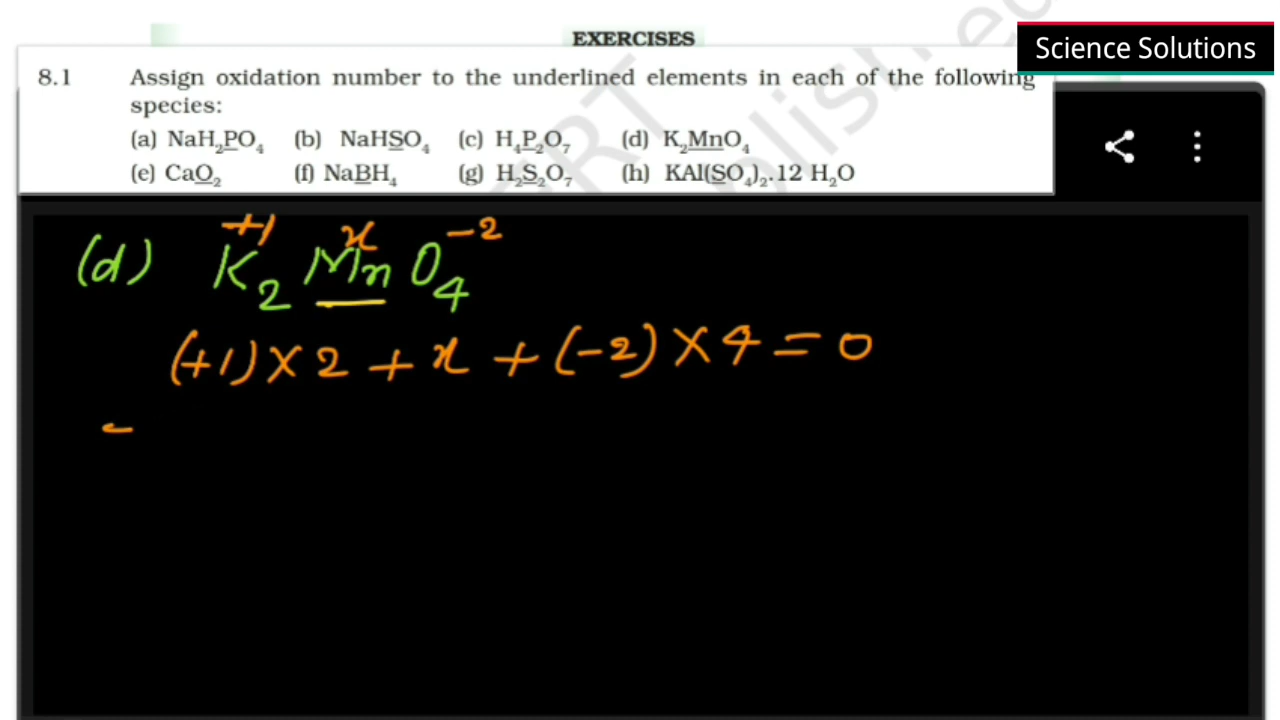 EXERCISES
Science Solutions
8.1 Assign oxidation number to the underlined elements in each of the following
species:
(a) NaH₂PO₄ (b) NaHSO₄ (c) H₄P₂O₇ (d) K₂MnO₄
(e) CaO₂ (f) NaBH₄ (g) H₂S₂O₇ (h) KAl(SO₄)₂.12 H₂O
+1 x -2
(d) K₂ Mn O₄
(+1) × 2 + x + (-2) × 4 = 0